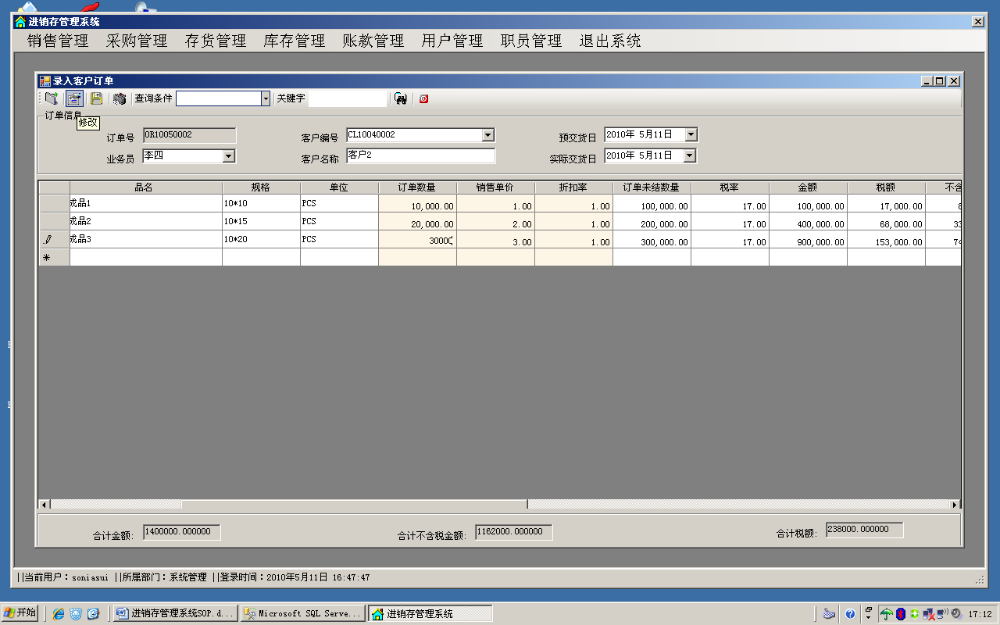 进销存管理系统
销售管理 采购管理 存货管理 库存管理 账款管理 用户管理 职员管理 退出系统
录入客户订单
查询条件 关键字
订单信息
修改
订单号 OR10050002 客户编号 CL10040002 预交货日 2010年 5月11日
业务员 李四 客户名称 客户2 实际交货日 2010年 5月11日
品名 规格 单位 订单数量 销售单价 折扣率 订单未结数量 税率 金额 税额 不含
成品1 10*10 PCS 10,000.00 1.00 1.00 100,000.00 17.00 100,000.00 17,000.00
成品2 10*15 PCS 20,000.00 2.00 1.00 200,000.00 17.00 400,000.00 68,000.00 33
成品3 10*20 PCS 30000 3.00 1.00 300,000.00 17.00 900,000.00 153,000.00 74
合计金额: 1400000.000000 合计不含税金额: 1162000.000000 合计税额: 238000.000000
||当前用户：soniasui ||所属部门：系统管理 ||登录时间：2010年5月11日 16:47:47
开始 进销存管理系统SOP.d... Microsoft SQL Serve... 进销存管理系统 17:12